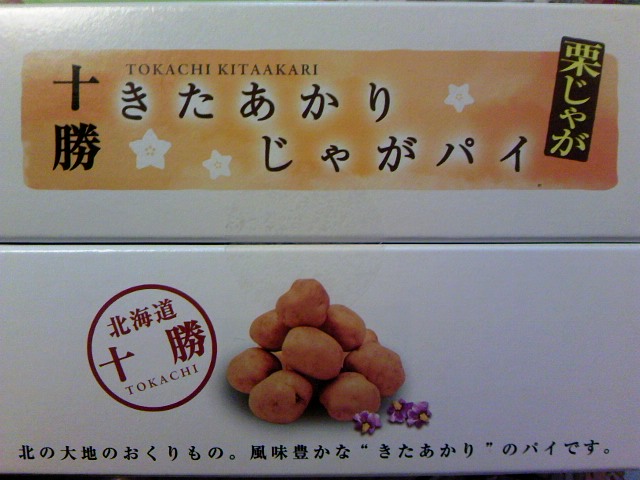 十勝
TOKACHI KITAAKARI
きたあかり
じゃがパイ
栗じゃが
北海道
十勝
TOKACHI
北の大地のおくりもの。風味豊かな“きたあかり”のパイです。